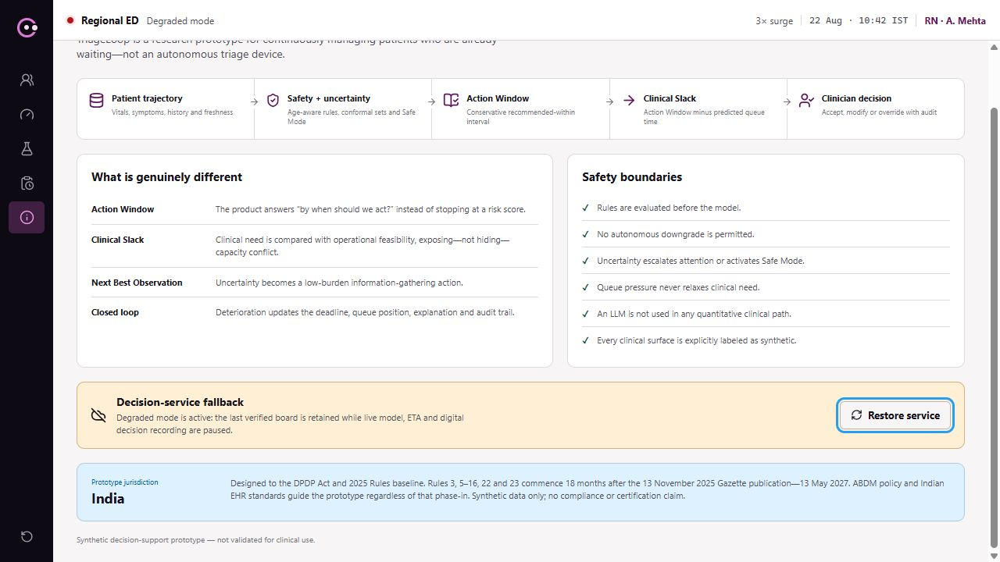 Regional ED Degraded mode 3× surge 22 Aug · 10:42 IST RN · A. Mehta
TriageLoop is a research prototype for continuously managing patients who are already
waiting—not an autonomous triage device.
Patient trajectory
Vitals, symptoms, history and freshness
Safety + uncertainty
Age-aware rules, conformal sets and Safe
Mode
Action Window
Conservative recommended-within
interval
Clinical Slack
Action Window minus predicted queue
time
Clinician decision
Accept, modify or override with audit
What is genuinely different
Action Window The product answers “by when should we act?” instead of stopping at a risk score.
Clinical Slack Clinical need is compared with operational feasibility, exposing—not hiding—
capacity conflict.
Next Best Observation Uncertainty becomes a low-burden information-gathering action.
Closed loop Deterioration updates the deadline, queue position, explanation and audit trail.
Safety boundaries
✓ Rules are evaluated before the model.
✓ No autonomous downgrade is permitted.
✓ Uncertainty escalates attention or activates Safe Mode.
✓ Queue pressure never relaxes clinical need.
✓ An LLM is not used in any quantitative clinical path.
✓ Every clinical surface is explicitly labeled as synthetic.
Decision-service fallback
Degraded mode is active: the last verified board is retained while live model, ETA and digital
decision recording are paused.
Restore service
Prototype jurisdiction
India
Designed to the DPDP Act and 2025 Rules baseline. Rules 3, 5–16, 22 and 23 commence 18 months after the 13 November 2025 Gazette publication—13 May 2027. ABDM policy and Indian
EHR standards guide the prototype regardless of that phase-in. Synthetic data only; no compliance or certification claim.
Synthetic decision-support prototype — not validated for clinical use.